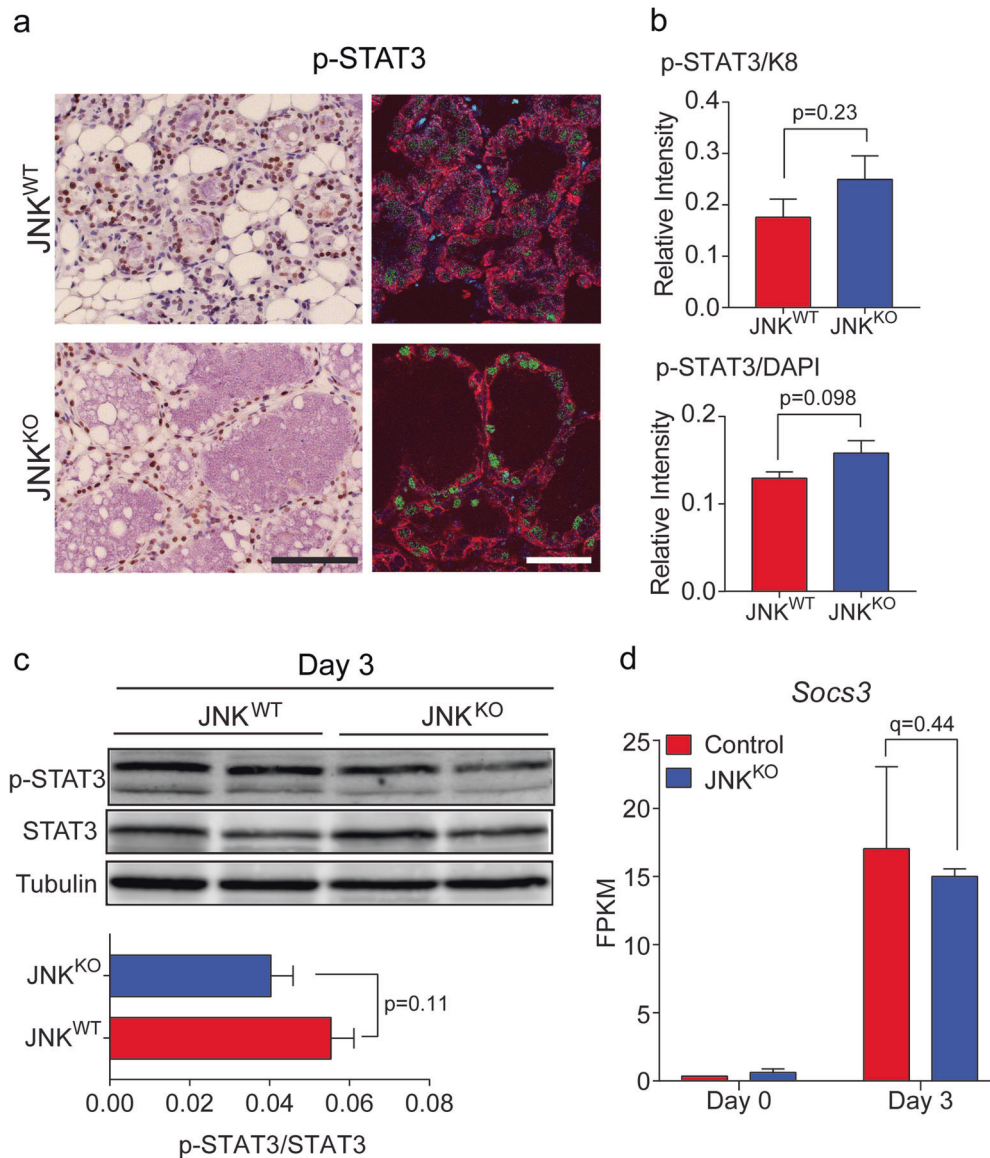 a
p-STAT3
JNK^WT
JNK^KO
b
p-STAT3/K8
p=0.23
Relative Intensity
0.4
0.3
0.2
0.1
0.0
JNK^WT JNK^KO
p-STAT3/DAPI
p=0.098
Relative Intensity
0.2
0.1
0.0
JNK^WT JNK^KO
c
Day 3
JNK^WT JNK^KO
p-STAT3
STAT3
Tubulin
JNK^KO
p=0.11
JNK^WT
0.00 0.02 0.04 0.06 0.08
p-STAT3/STAT3
d
Socs3
q=0.44
Control
JNK^KO
FPKM
25
20
15
10
5
0
Day 0 Day 3